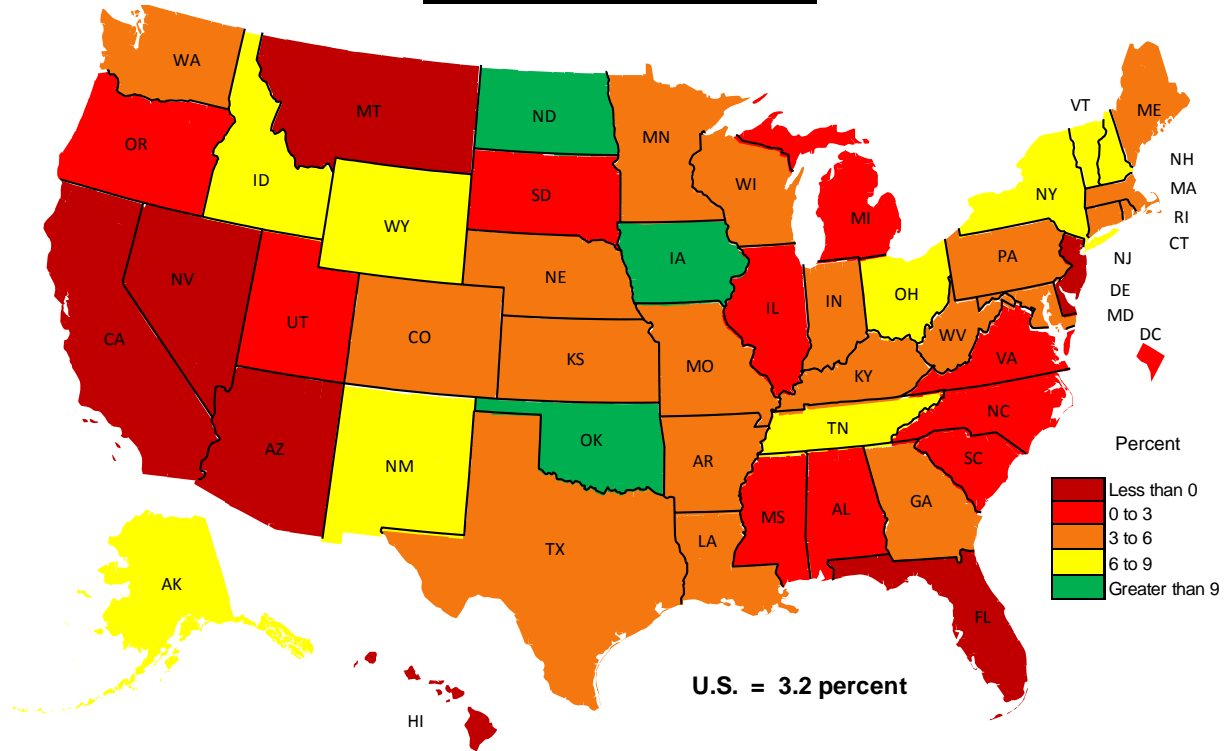 WA
MT
ND
MN
VT
ME
OR
ID
SD
WI
NH
MA
NY
RI
CT
MI
WY
IA
PA
NJ
NV
NE
OH
DE
MD
IL
IN
UT
CO
DC
CA
KS
MO
WV
VA
KY
NC
AZ
NM
OK
AR
TN
SC
MS
AL
GA
TX
LA
AK
FL
HI
Percent
Less than 0
0 to 3
3 to 6
6 to 9
Greater than 9
U.S. = 3.2 percent